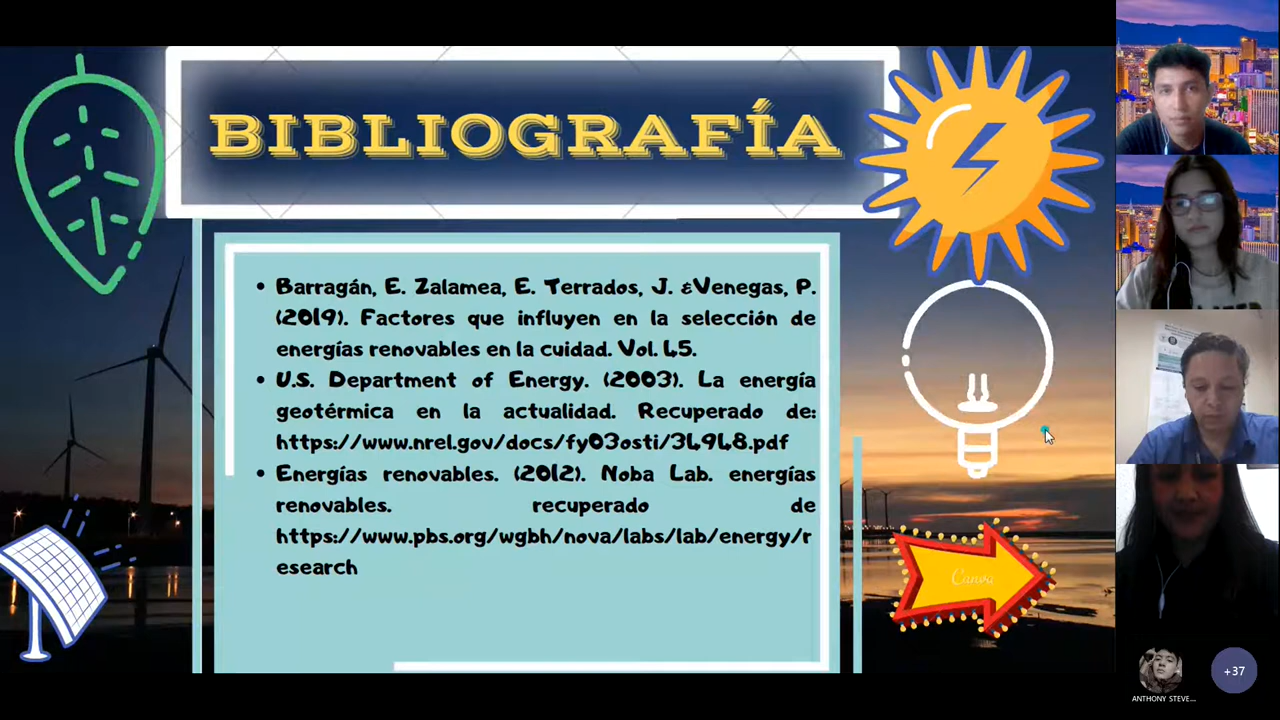 BIBLIOGRAFÍA
• Barragán, E. Zalamea, E. Terrados, J. &Venegas, P.
(2019). Factores que influyen en la selección de
energías renovables en la cuidad. Vol. 45.
• U.S. Department of Energy. (2003). La energía
geotérmica en la actualidad. Recuperado de:
https://www.nrel.gov/docs/fy03osti/34948.pdf
• Energías renovables. (2012). Noba Lab. energías
renovables. recuperado de
https://www.pbs.org/wgbh/nova/labs/lab/energy/r
esearch
Canva
ANTHONY STEVE...
+37